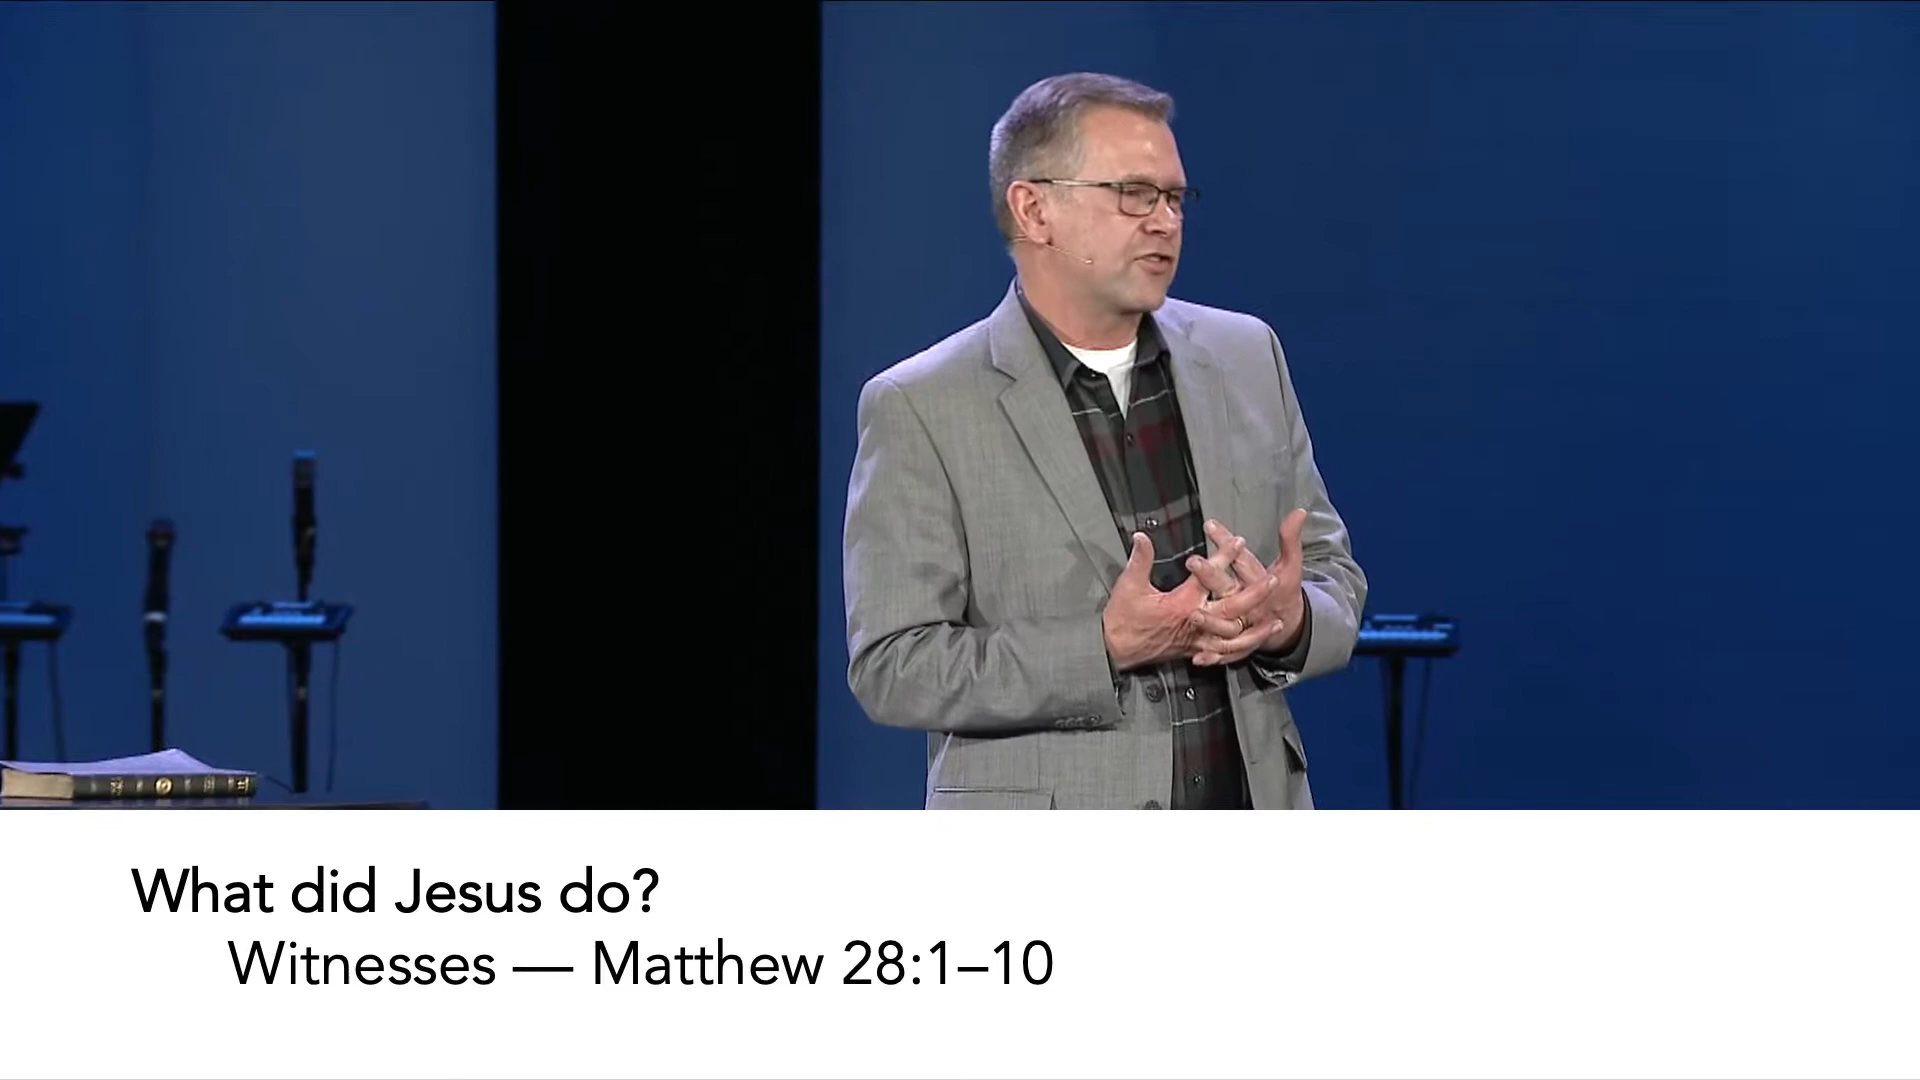 What did Jesus do?
Witnesses — Matthew 28:1–10